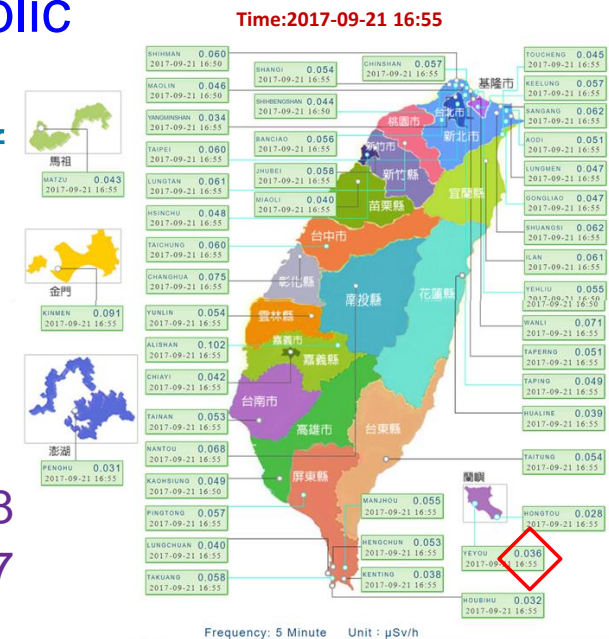 blic
Time:2017-09-21 16:55
SHIHMAN 0.060
2017-09-21 16:50
MAOLIN 0.046
2017-09-21 16:50
YANGMINSHAN 0.034
2017-09-21 16:55
TAIPEI 0.060
2017-09-21 16:55
LUNGTAN 0.061
2017-09-21 16:55
HSINCHU 0.048
2017-09-21 16:55
TAICHUNG 0.060
2017-09-21 16:55
CHANGHUA 0.075
2017-09-21 16:55
YUNLIN 0.054
2017-09-21 16:55
ALISHAN 0.102
2017-09-21 16:55
CHIAYI 0.042
2017-09-21 16:55
TAINAN 0.053
2017-09-21 16:55
NANTOU 0.068
2017-09-21 16:55
KAOHSIUNG 0.049
2017-09-21 16:50
PINGTONG 0.057
2017-09-21 16:55
LUNGCHUAN 0.040
2017-09-21 16:55
TAKUANG 0.058
2017-09-21 16:55
SHANGI 0.054
2017-09-21 16:55
SHIHBENGSHAN 0.044
2017-09-21 16:55
BANCIAO 0.056
2017-09-21 16:55
JHUBEI 0.058
2017-09-21 16:55
MIAOLI 0.040
2017-09-21 16:55
CHINSHAN 0.057
2017-09-21 16:55
TOUCHENG 0.045
2017-09-21 16:55
KEELUNG 0.057
2017-09-21 16:55
SANGANG 0.062
2017-09-21 16:55
AODI 0.051
2017-09-21 16:55
LUNGMEN 0.047
2017-09-21 16:55
GONGLIAO 0.047
2017-09-21 16:55
SHUANGSI 0.062
2017-09-21 16:55
ILAN 0.061
2017-09-21 16:55
YEHLIU 0.055
2017-09-21 16:50
WANLI 0.071
2017-09-21 16:55
TAPERNO 0.051
2017-09-21 16:55
TAPING 0.049
2017-09-21 16:55
HUALINE 0.039
2017-09-21 16:55
TAITUNG 0.054
2017-09-21 16:55
HONGTOU 0.028
2017-09-21 16:55
YEYOU 0.036
2017-09-21 16:55
MANJHOU 0.055
2017-09-21 16:55
HENGCHUN 0.053
2017-09-21 16:55
KENTING 0.038
2017-09-21 16:55
HOUBIHU 0.032
2017-09-21 16:55
馬祖
MATZU 0.043
2017-09-21 16:55
金門
KINMEN 0.091
2017-09-21 16:55
澎湖
PENGHU 0.031
2017-09-21 16:55
基隆市
台北市
新北市
桃園市
新竹市
新竹縣
苗栗縣
宜蘭縣
台中市
彰化縣
南投縣
花蓮縣
雲林縣
嘉義市
嘉義縣
台南市
高雄市
台東縣
屏東縣
蘭嶼
3
7
Frequency: 5 Minute Unit : µSv/h